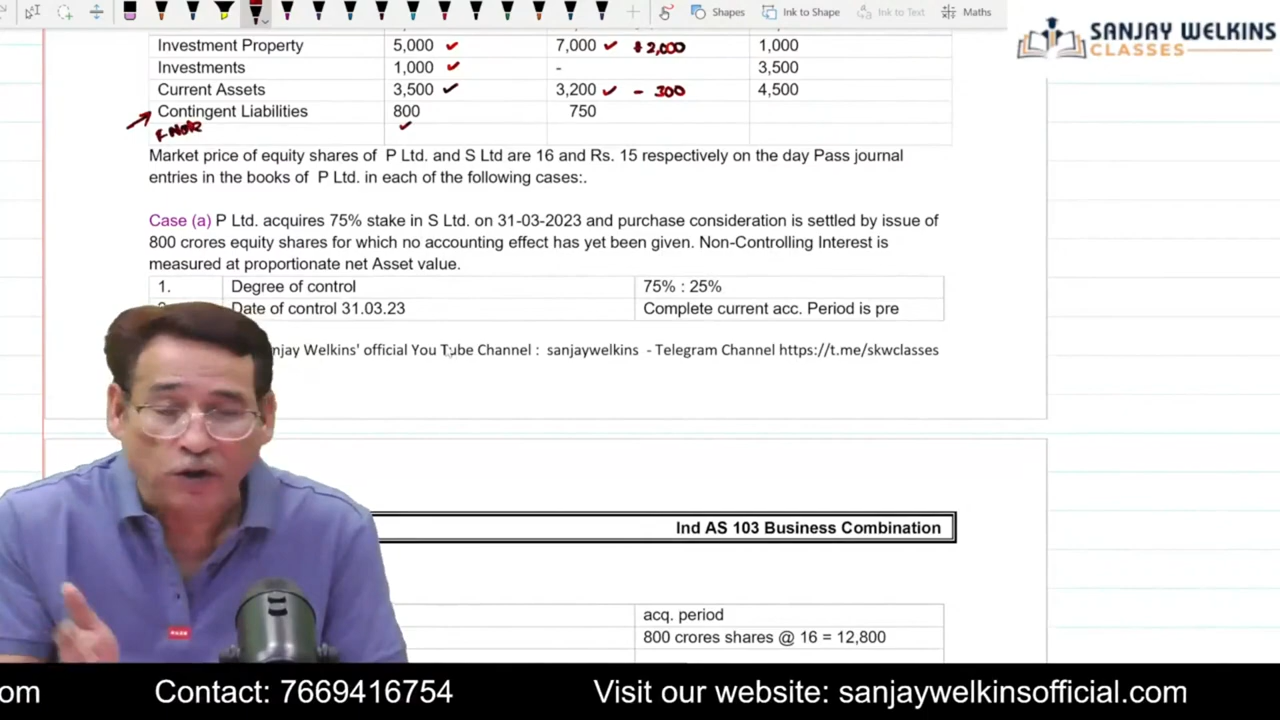 Shapes Ink to Shape Ink to Text Maths
SANJAY WELKINS
CLASSES
Investment Property 5,000 7,000 + 2,000 1,000
Investments 1,000 - 3,500
Current Assets 3,500 3,200 - 300 4,500
Contingent Liabilities 800 750
Note
Market price of equity shares of P Ltd. and S Ltd are 16 and Rs. 15 respectively on the day Pass journal
entries in the books of P Ltd. in each of the following cases:.
Case (a) P Ltd. acquires 75% stake in S Ltd. on 31-03-2023 and purchase consideration is settled by issue of
800 crores equity shares for which no accounting effect has yet been given. Non-Controlling Interest is
measured at proportionate net Asset value.
1. Degree of control 75% : 25%
Date of control 31.03.23 Complete current acc. Period is pre
njay Welkins' official You Tube Channel : sanjaywelkins - Telegram Channel https://t.me/skwclasses
Ind AS 103 Business Combination
acq. period
800 crores shares @ 16 = 12,800
om Contact: 7669416754 Visit our website: sanjaywelkinsofficial.com